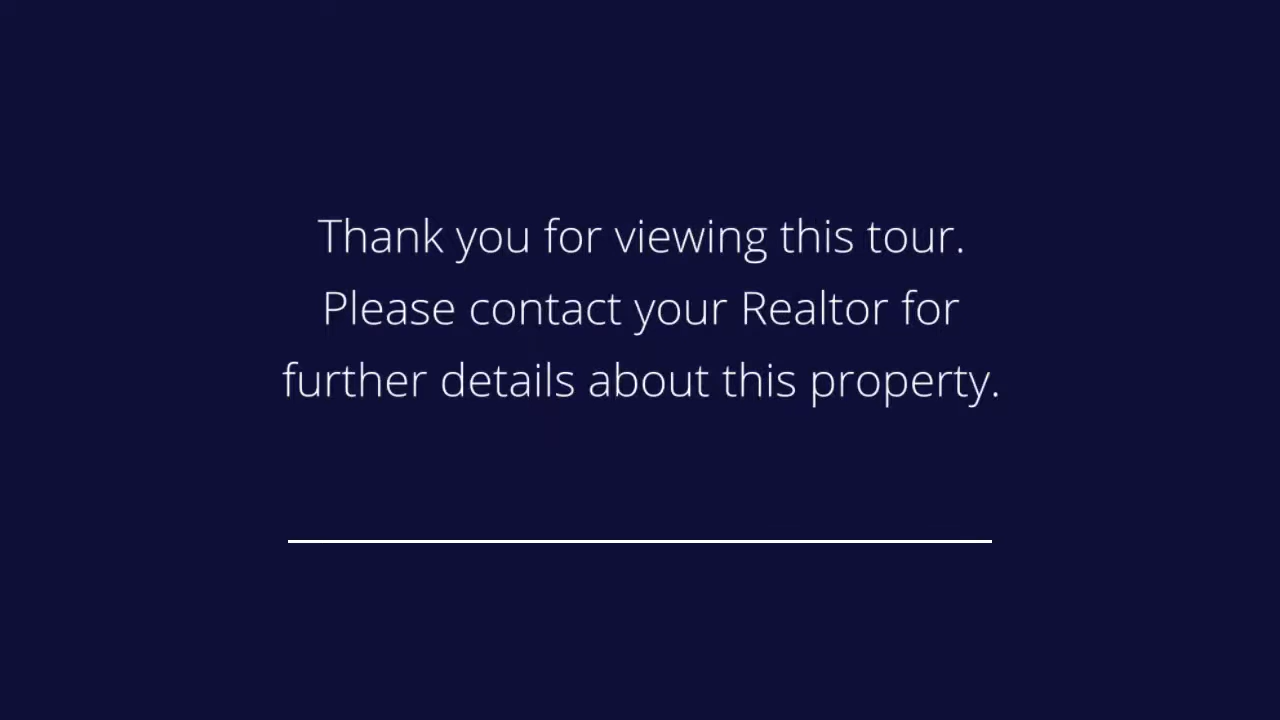 Thank you for viewing this tour.
Please contact your Realtor for
further details about this property.